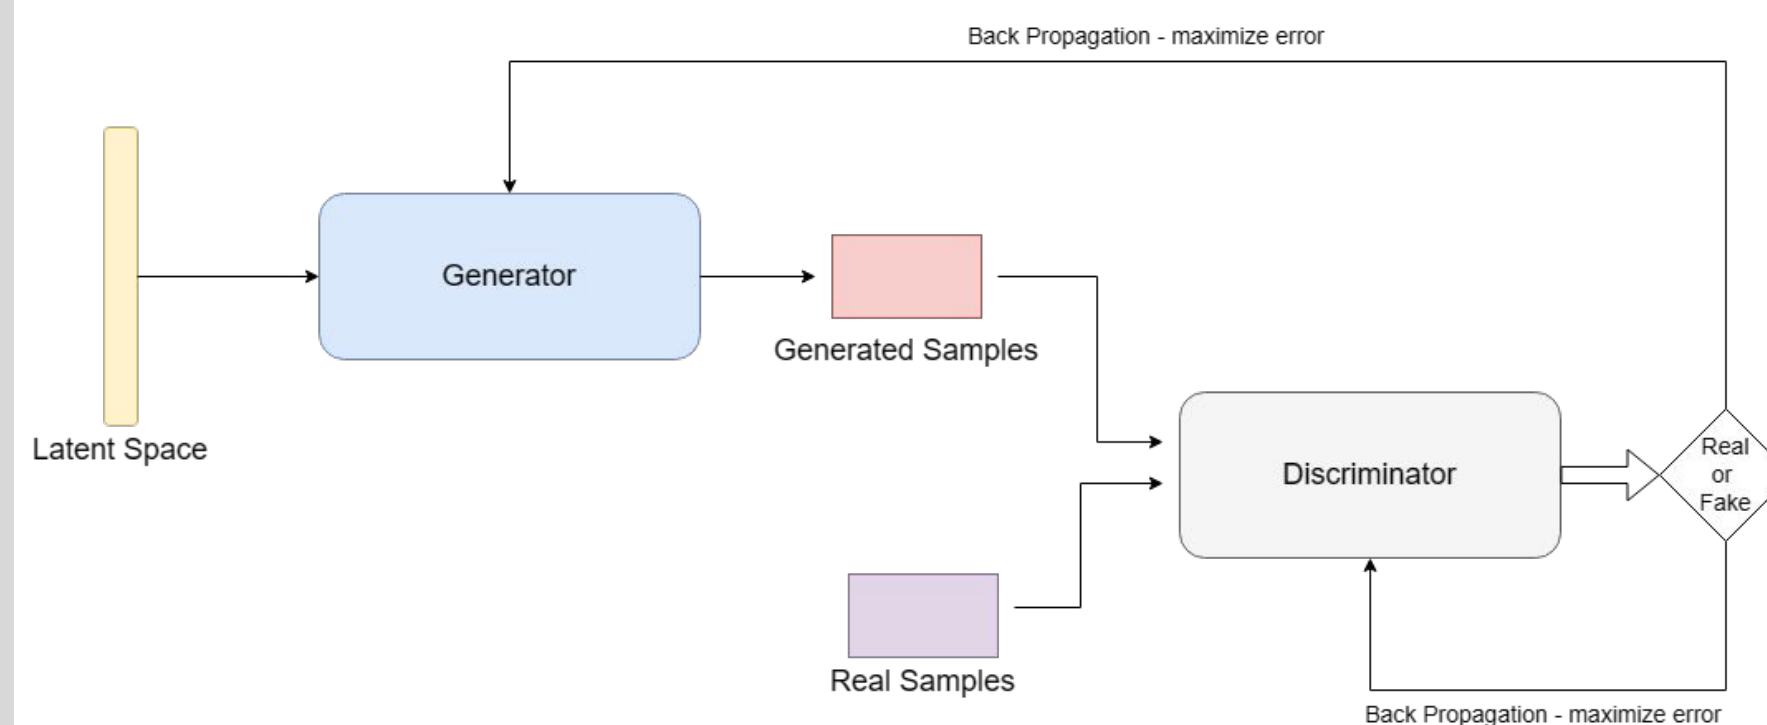 Back Propagation - maximize error
Generator
Generated Samples
Latent Space
Discriminator
Real
or
Fake
Real Samples
Back Propagation - maximize error